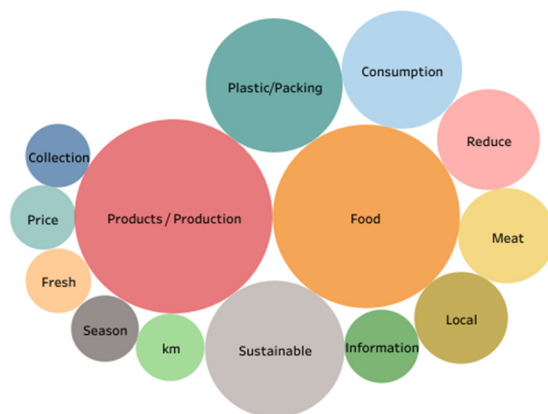 Consumption
Plastic/Packing
Reduce
Collection
Products / Production
Food
Price
Meat
Fresh
Local
Season
km
Sustainable
Information